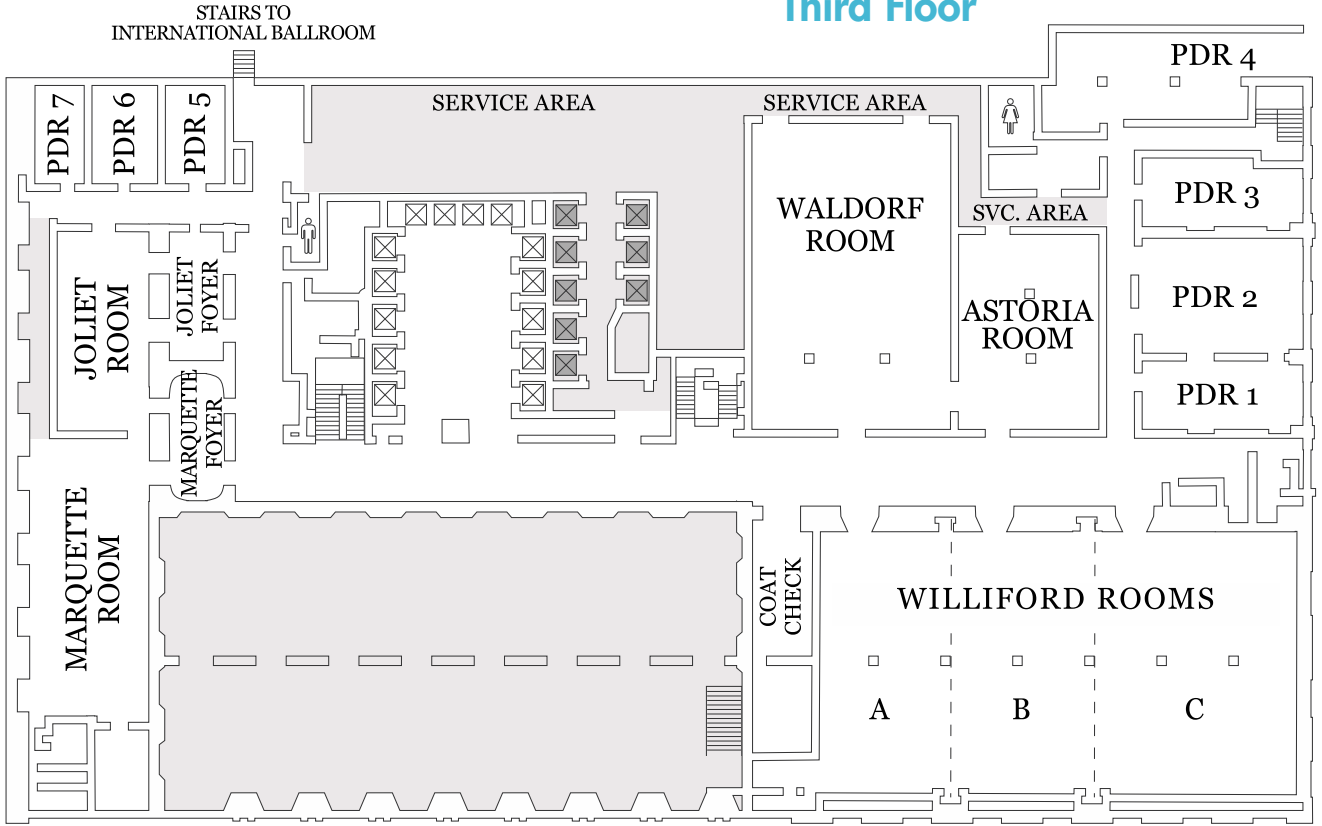 Third Floor
STAIRS TO
INTERNATIONAL BALLROOM
PDR 4
PDR 7
PDR 6
PDR 5
SERVICE AREA
SERVICE AREA
PDR 3
WALDORF
ROOM
SVC. AREA
JOLIET
ROOM
JOLIET
FOYER
ASTORIA
ROOM
PDR 2
PDR 1
MARQUETTE
FOYER
MARQUETTE
ROOM
COAT
CHECK
WILLIFORD ROOMS
A
B
C